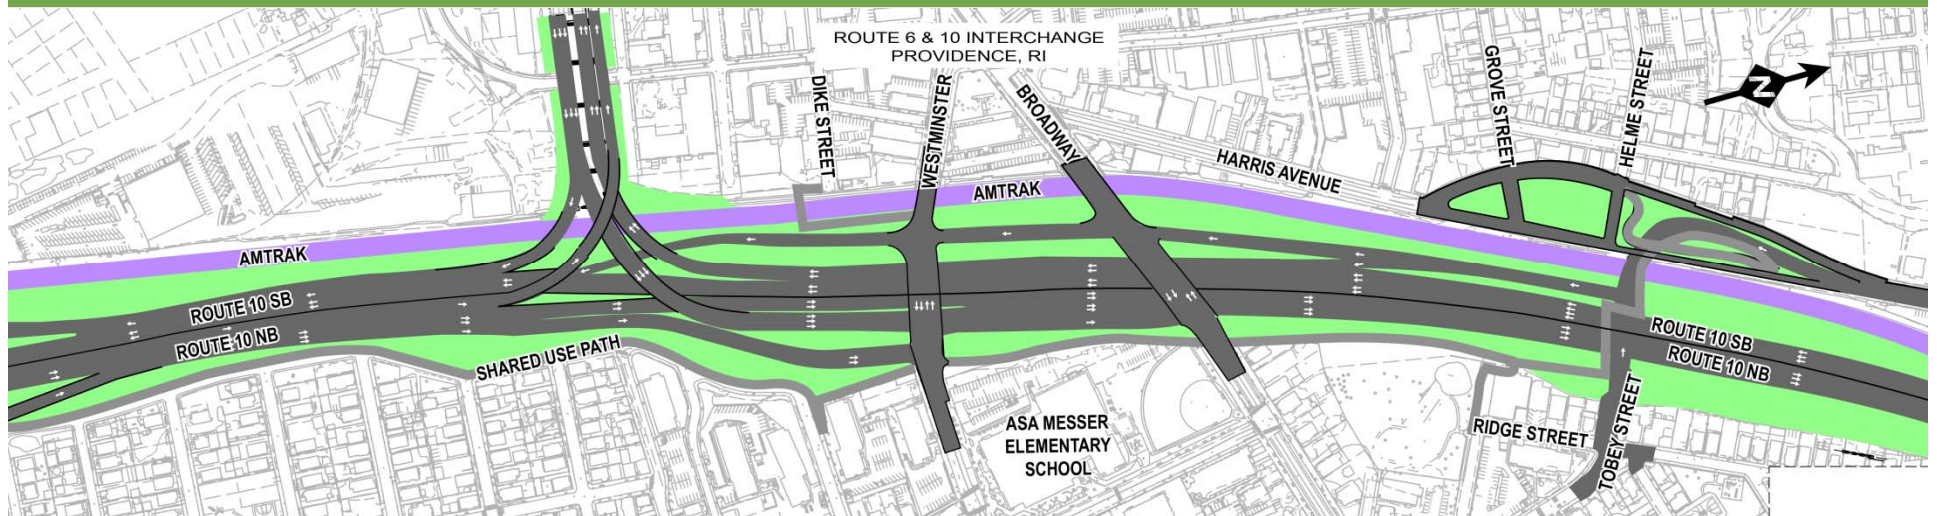 ROUTE 6 & 10 INTERCHANGE
PROVIDENCE, RI
DIKE STREET
WESTMINSTER
BROADWAY
HARRIS AVENUE
GROVE STREET
HELME STREET
N
AMTRAK
AMTRAK
ROUTE 10 SB
ROUTE 10 NB
SHARED USE PATH
ROUTE 10 SB
ROUTE 10 NB
ASA MESSER
ELEMENTARY
SCHOOL
RIDGE STREET
TOBEY STREET